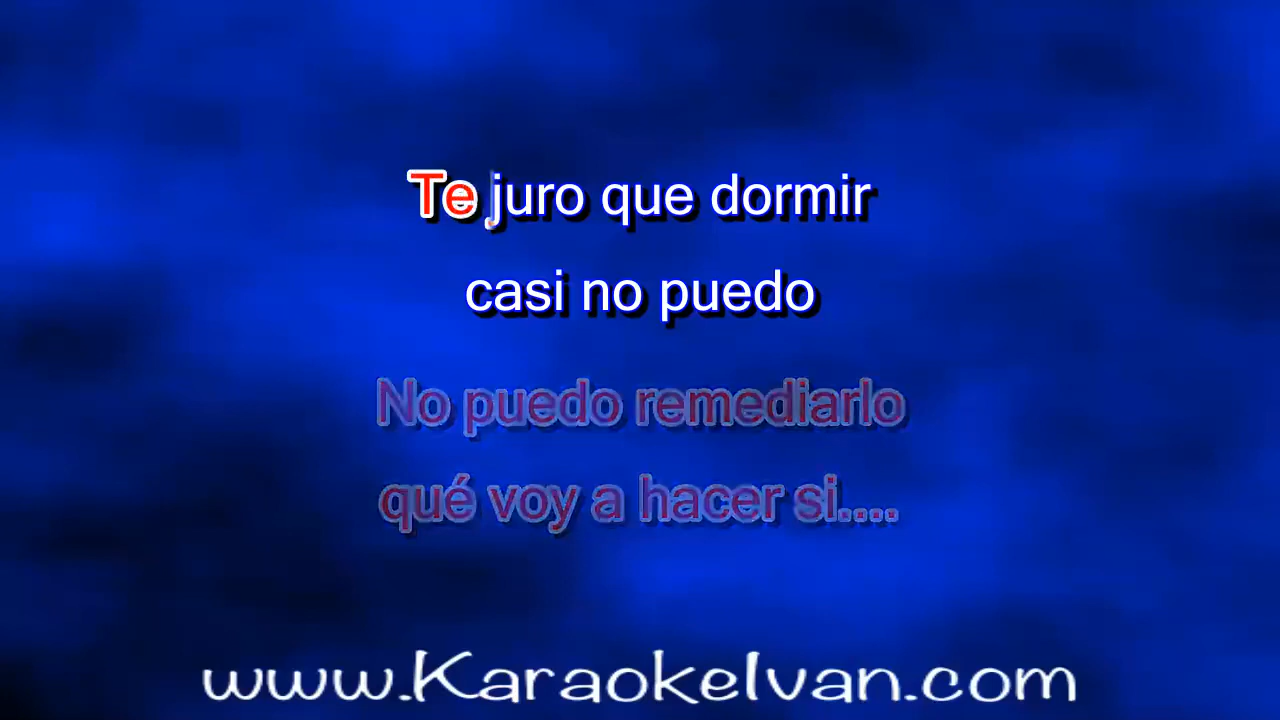 Te juro que dormir
casi no puedo
No puedo remediarlo
qué voy a hacer si....
www.KaraokeIvan.com